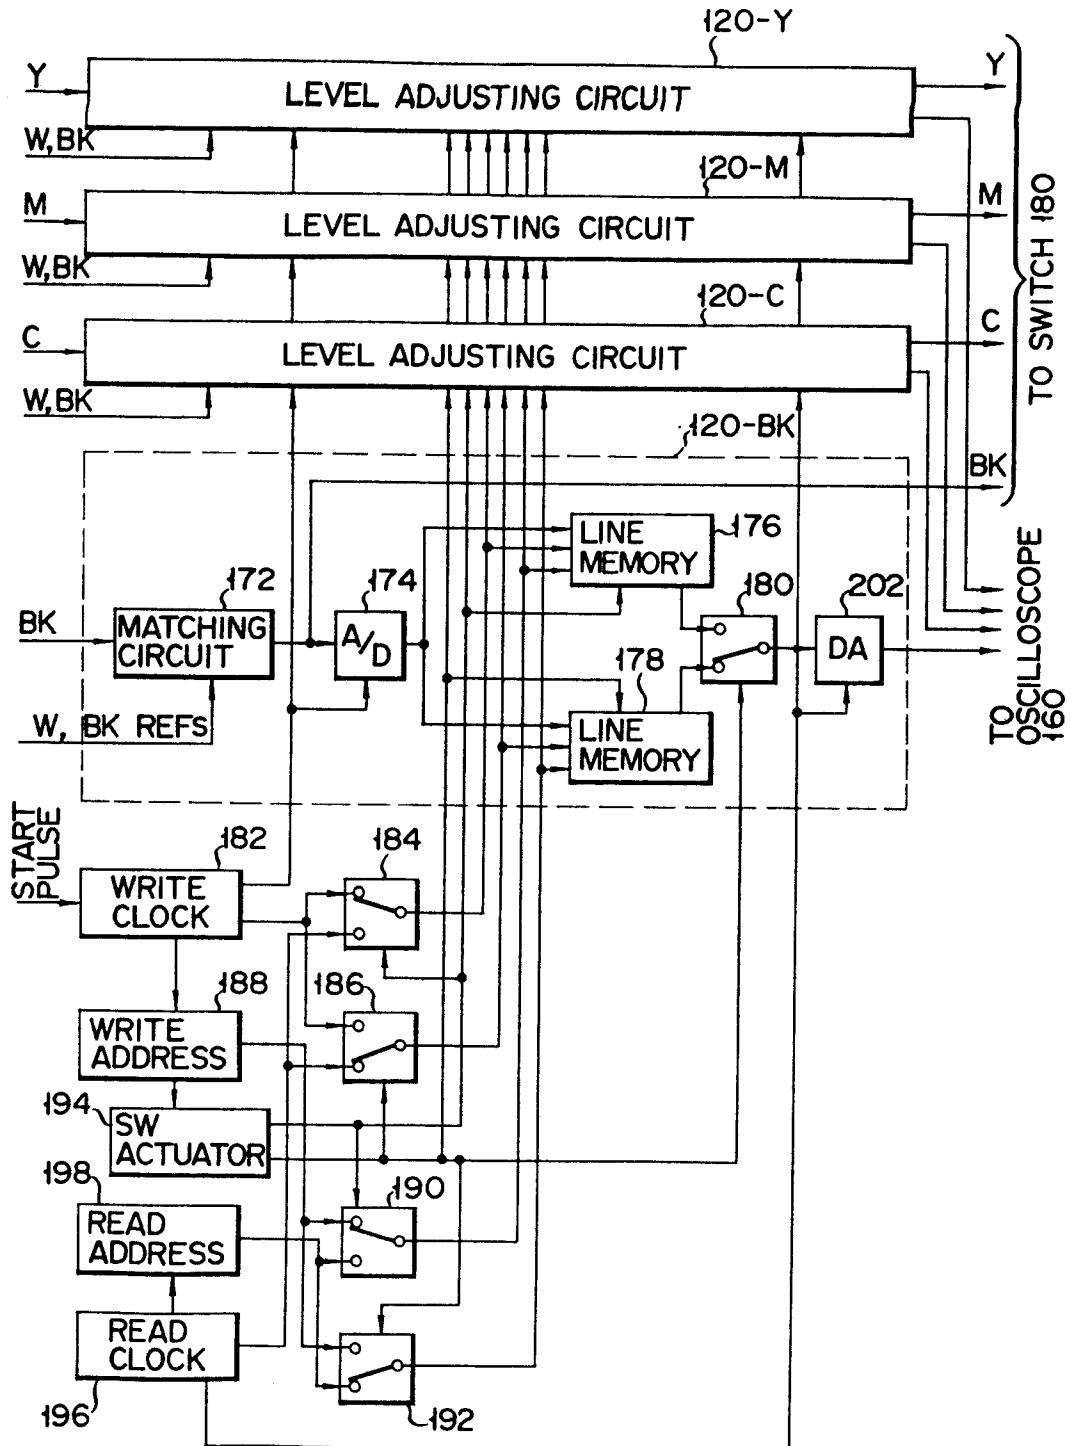 120-Y
Y
LEVEL ADJUSTING CIRCUIT
Y
W, BK
120-M
M
LEVEL ADJUSTING CIRCUIT
M
W, BK
120-C
C
LEVEL ADJUSTING CIRCUIT
C
W, BK
TO SWITCH 180
120-BK
BK
176
LINE
MEMORY
172
174
180
202
BK
MATCHING
CIRCUIT
A/D
DA
178
W, BK REFS
LINE
MEMORY
TO
OSCILLOSCOPE
160
START
PULSE
182
184
WRITE
CLOCK
188
186
WRITE
ADDRESS
194
SW
ACTUATOR
198
190
READ
ADDRESS
READ
CLOCK
196
192